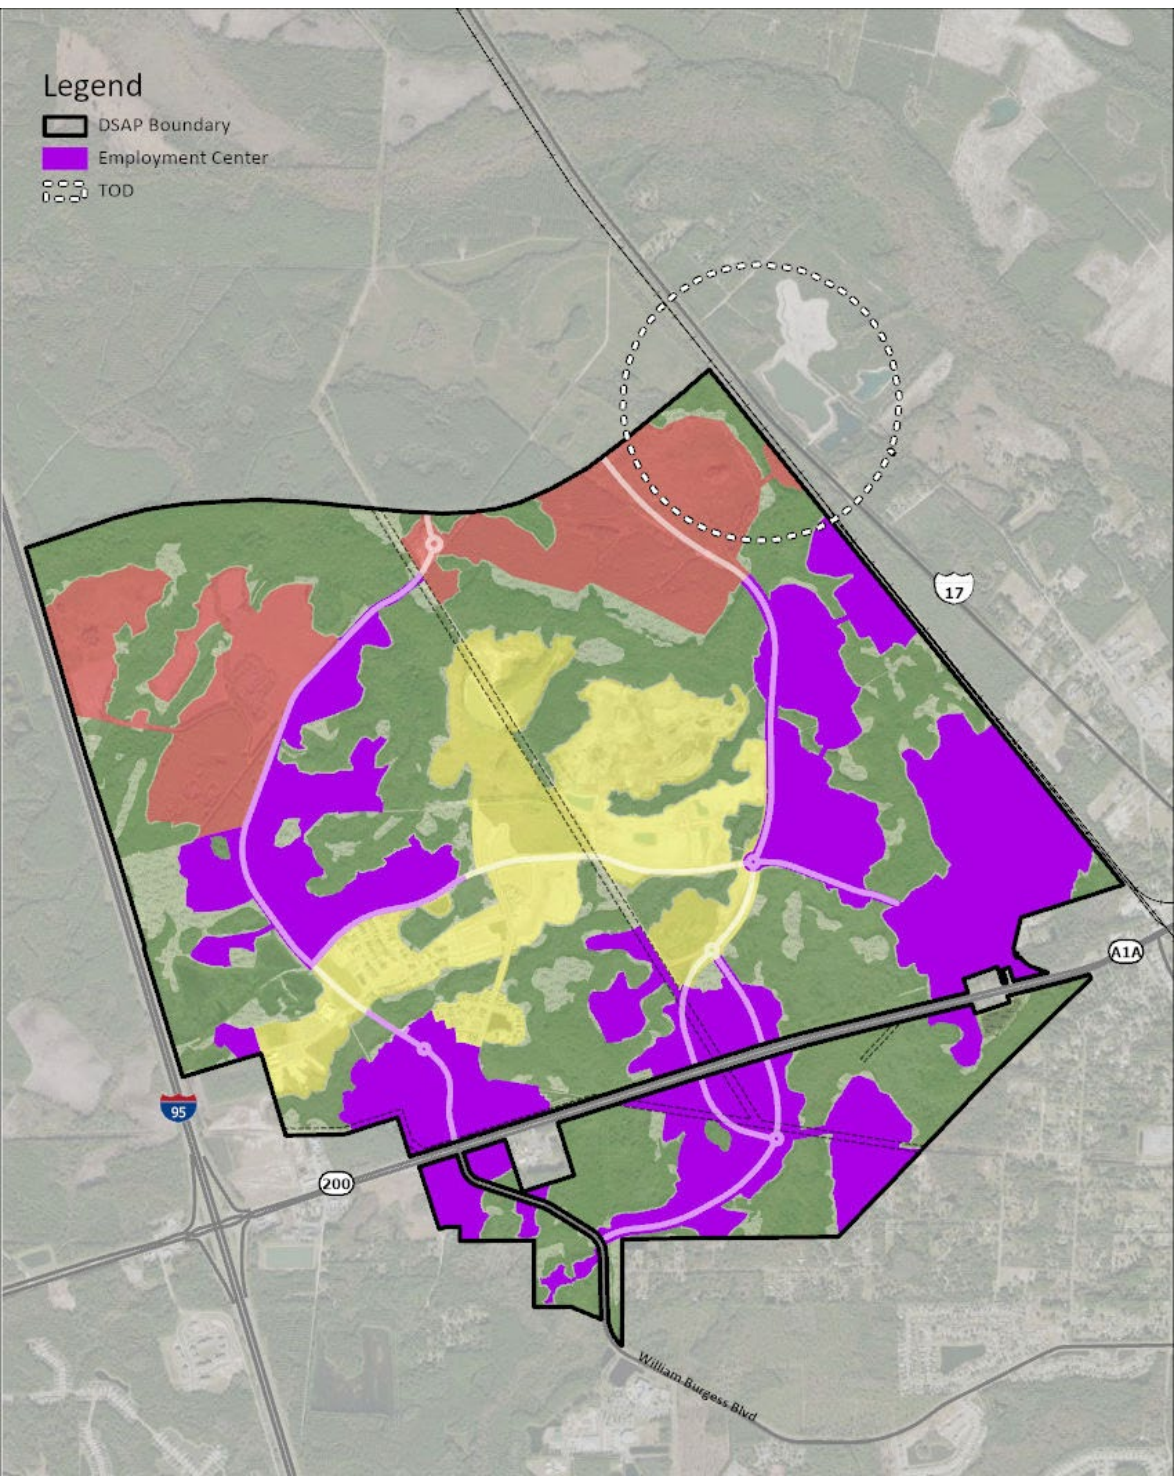 Legend
DSAP Boundary
Employment Center
TOD
17
A1A
95
200
William Burgess Blvd